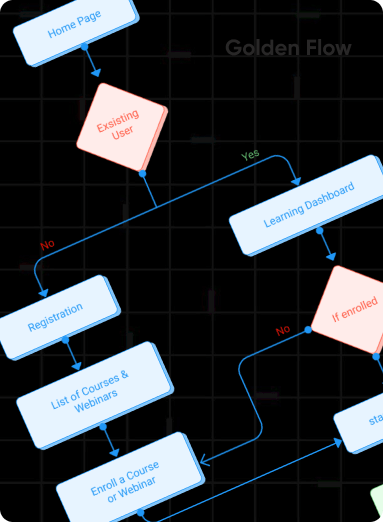 Home Page
Golden Flow
Exsisting
User
Yes
Learning Dashboard
No
Registration
If enrolled
No
List of Courses &
Webinars
sta
Enroll a Course
or Webinar